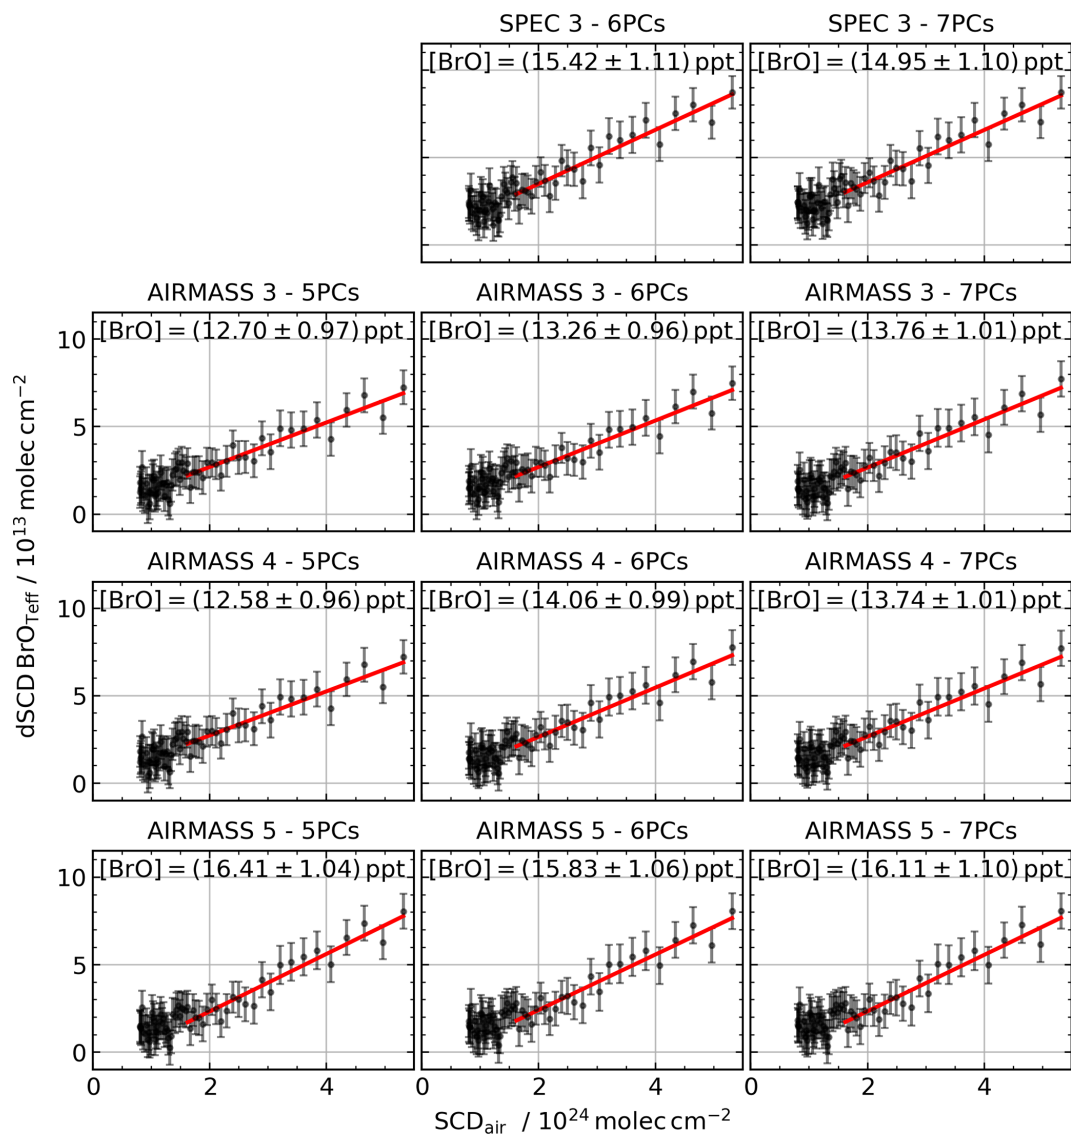 SPEC 3 - 6PCs
SPEC 3 - 7PCs
[BrO] = (15.42 ± 1.11) ppt
[BrO] = (14.95 ± 1.10) ppt
AIRMASS 3 - 5PCs
AIRMASS 3 - 6PCs
AIRMASS 3 - 7PCs
[BrO] = (12.70 ± 0.97) ppt
[BrO] = (13.26 ± 0.96) ppt
[BrO] = (13.76 ± 1.01) ppt
10
5
0
AIRMASS 4 - 5PCs
AIRMASS 4 - 6PCs
AIRMASS 4 - 7PCs
[BrO] = (12.58 ± 0.96) ppt
[BrO] = (14.06 ± 0.99) ppt
[BrO] = (13.74 ± 1.01) ppt
10
5
0
AIRMASS 5 - 5PCs
AIRMASS 5 - 6PCs
AIRMASS 5 - 7PCs
[BrO] = (16.41 ± 1.04) ppt
[BrO] = (15.83 ± 1.06) ppt
[BrO] = (16.11 ± 1.10) ppt
10
5
0
0 2 4
0 2 4
0 2 4
dSCD BrO_Teff / 10^13 molec cm^−2
SCD_air / 10^24 molec cm^−2